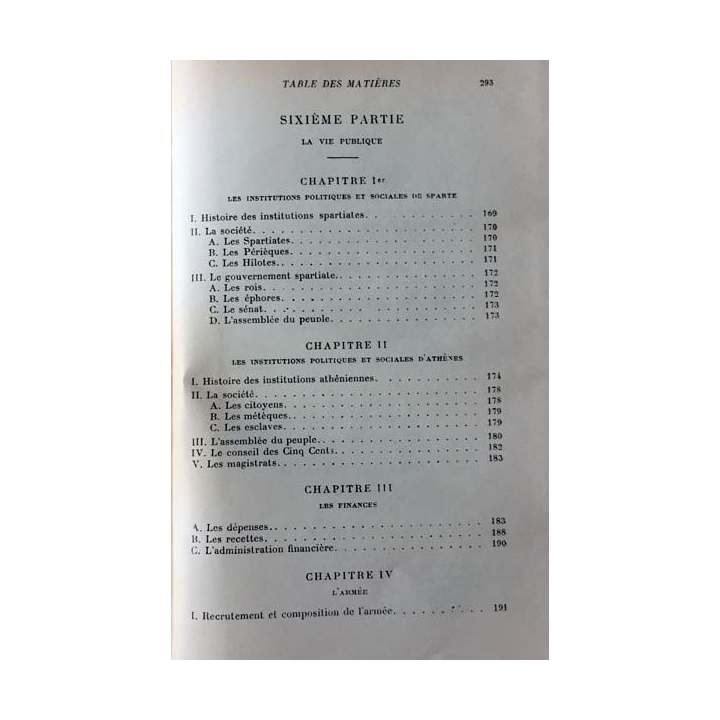 TABLE DES MATIÈRES 293
SIXIÈME PARTIE
LA VIE PUBLIQUE
CHAPITRE Ier
LES INSTITUTIONS POLITIQUES ET SOCIALES DE SPARTE
I. Histoire des institutions spartiates. . . . . . . . . . . 169
II. La société. . . . . . . . . . . . . . . . . . . . 170
A. Les Spartiates. . . . . . . . . . . . . . . . . 170
B. Les Périèques. . . . . . . . . . . . . . . . . 171
C. Les Hilotes. . . . . . . . . . . . . . . . . . 171
III. Le gouvernement spartiate. . . . . . . . . . . . . 172
A. Les rois. . . . . . . . . . . . . . . . . . . 172
B. Les éphores. . . . . . . . . . . . . . . . . . 172
C. Le sénat. . . . . . . . . . . . . . . . . . . 173
D. L'assemblée du peuple. . . . . . . . . . . . . . 173
CHAPITRE II
LES INSTITUTIONS POLITIQUES ET SOCIALES D'ATHÈNES
I. Histoire des institutions athéniennes. . . . . . . . . . 174
II. La société. . . . . . . . . . . . . . . . . . . . 178
A. Les citoyens. . . . . . . . . . . . . . . . . . 178
B. Les métèques. . . . . . . . . . . . . . . . . 179
C. Les esclaves. . . . . . . . . . . . . . . . . . 179
III. L'assemblée du peuple. . . . . . . . . . . . . . . 180
IV. Le conseil des Cinq Cents. . . . . . . . . . . . . . 182
V. Les magistrats. . . . . . . . . . . . . . . . . . 183
CHAPITRE III
LES FINANCES
A. Les dépenses. . . . . . . . . . . . . . . . . . . 183
B. Les recettes. . . . . . . . . . . . . . . . . . . 188
C. L'administration financière. . . . . . . . . . . . . 190
CHAPITRE IV
L'ARMÉE
I. Recrutement et composition de l'armée. . . . . . . . . 191